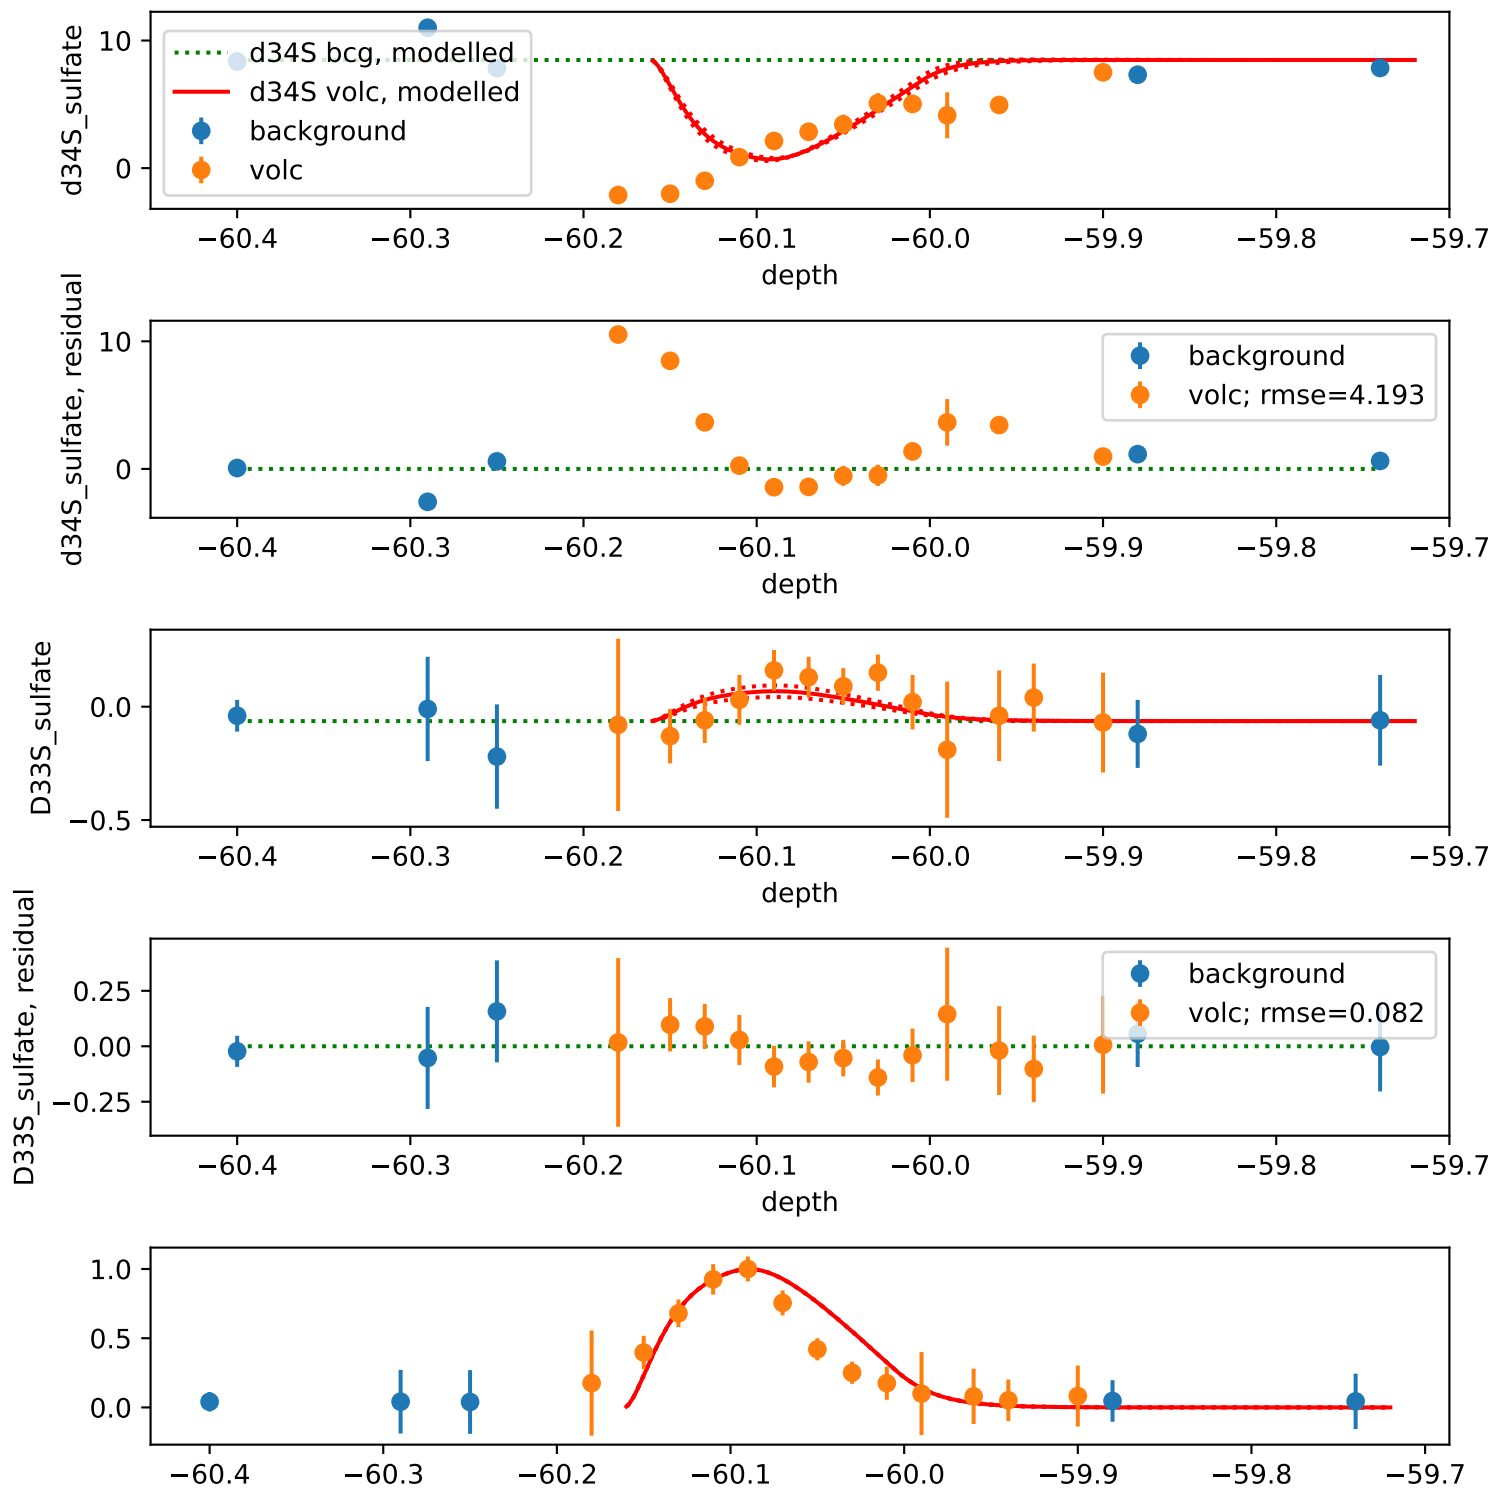 d34S_sulfate
10
0
d34S bcg, modelled
d34S volc, modelled
background
volc
−60.4 −60.3 −60.2 −60.1 −60.0 −59.9 −59.8 −59.7
depth
d34S_sulfate, residual
10
0
background
volc; rmse=4.193
−60.4 −60.3 −60.2 −60.1 −60.0 −59.9 −59.8 −59.7
depth
D33S_sulfate
0.0
−0.5
−60.4 −60.3 −60.2 −60.1 −60.0 −59.9 −59.8 −59.7
depth
D33S_sulfate, residual
0.25
0.00
−0.25
background
volc; rmse=0.082
−60.4 −60.3 −60.2 −60.1 −60.0 −59.9 −59.8 −59.7
depth
1.0
0.5
0.0
−60.4 −60.3 −60.2 −60.1 −60.0 −59.9 −59.8 −59.7